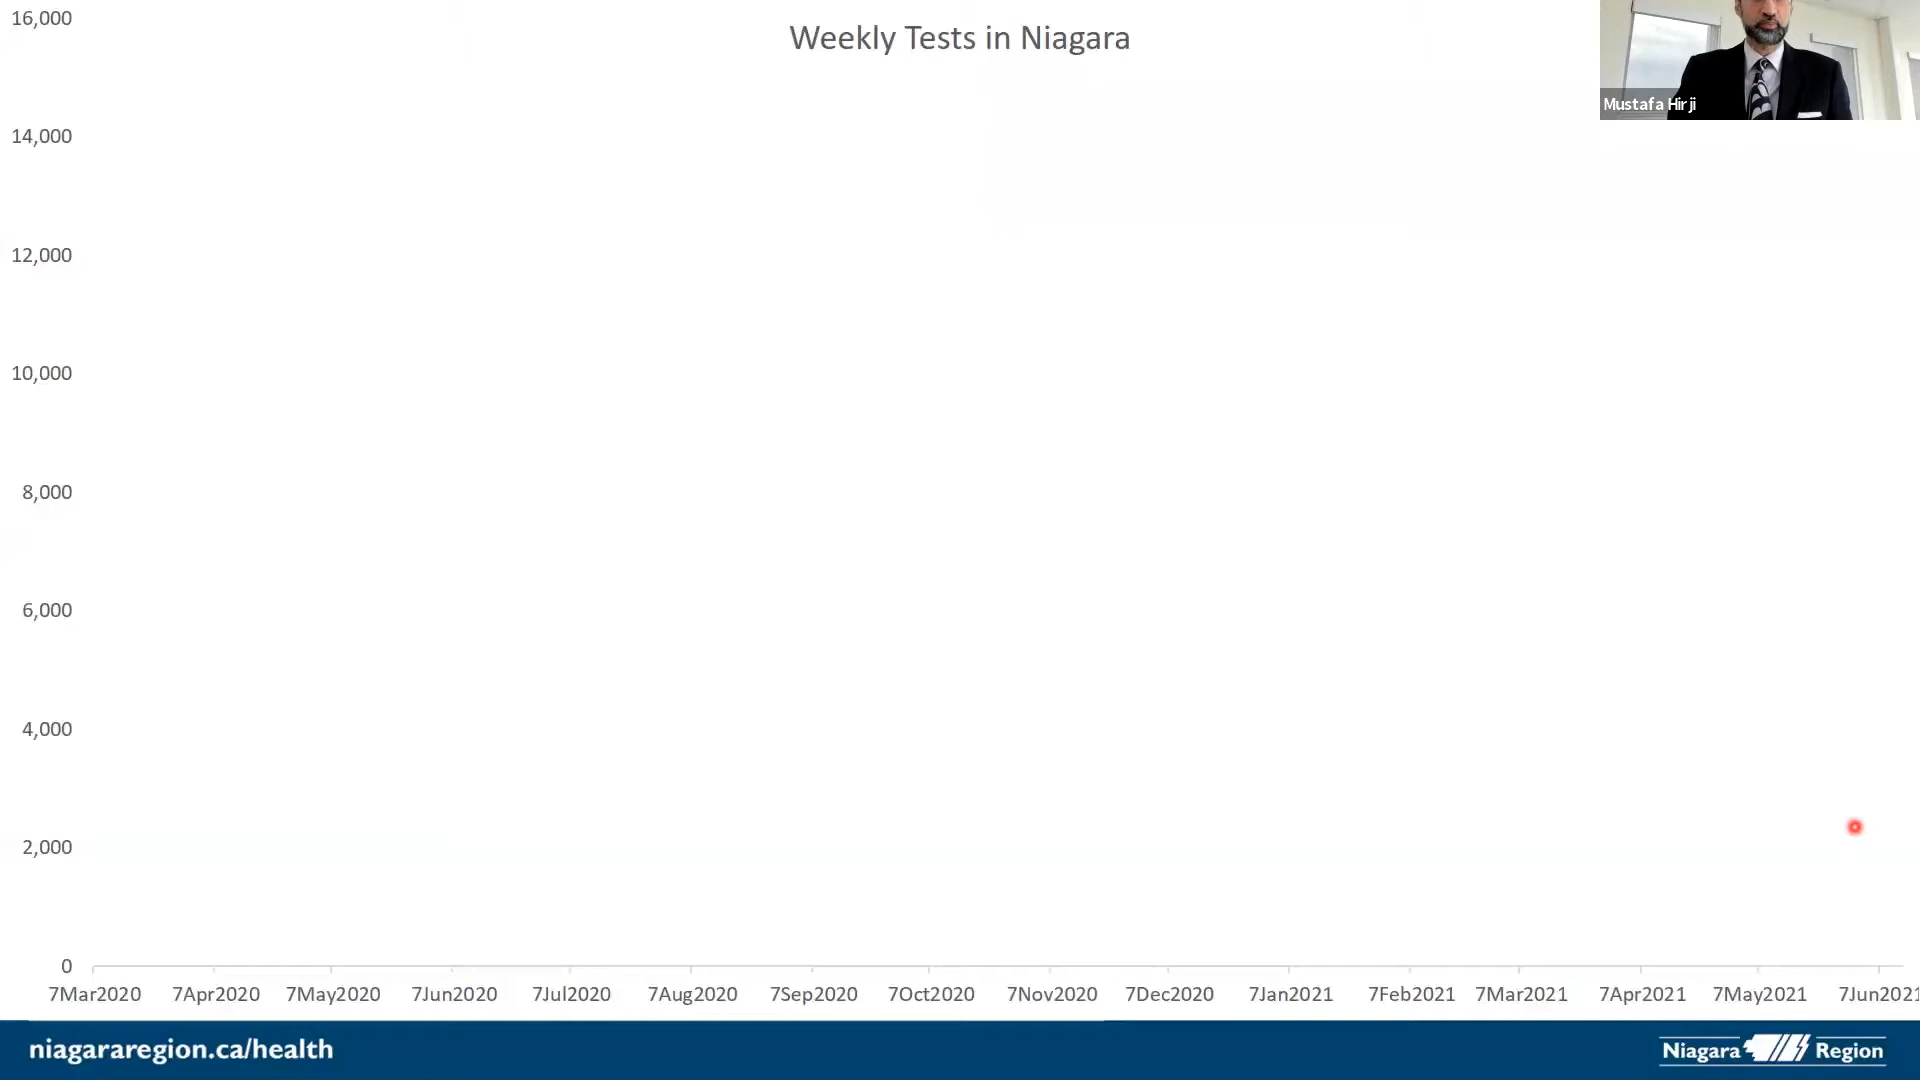 Weekly Tests in Niagara
Mustafa Hirji
16,000
14,000
12,000
10,000
8,000
6,000
4,000
2,000
0
7Mar2020 7Apr2020 7May2020 7Jun2020 7Jul2020 7Aug2020 7Sep2020 7Oct2020 7Nov2020 7Dec2020 7Jan2021 7Feb2021 7Mar2021 7Apr2021 7May2021 7Jun2021
niagararegion.ca/health
Niagara Region